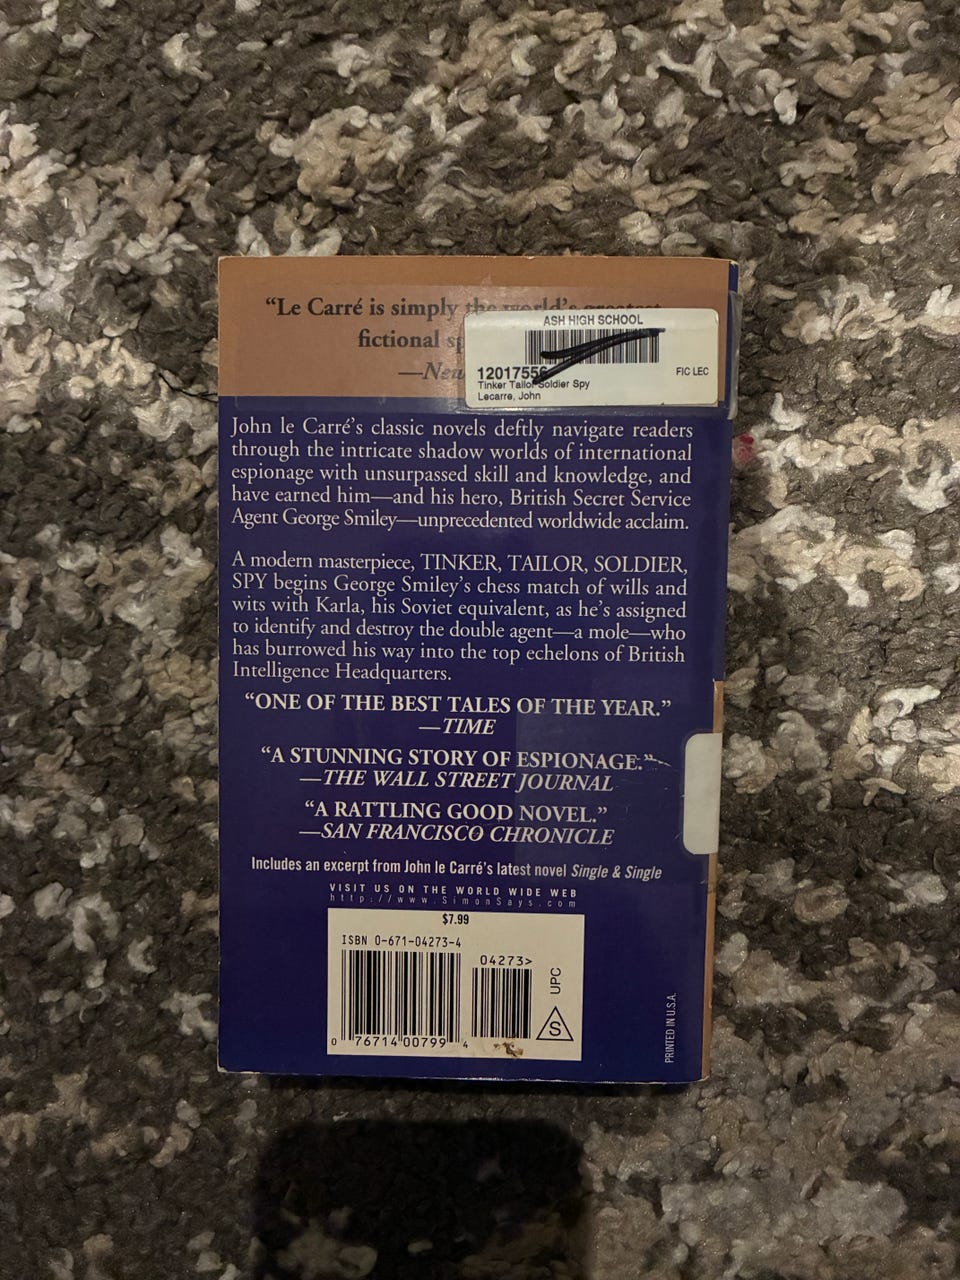 “Le Carré is simply the world’s greatest
fictional
ASH HIGH SCHOOL
1201755
FIC LEC
Tinker Tailor Soldier Spy
Lecarre, John
John le Carré’s classic novels deftly navigate readers
through the intricate shadow worlds of international
espionage with unsurpassed skill and knowledge, and
have earned him—and his hero, British Secret Service
Agent George Smiley—unprecedented worldwide acclaim.
A modern masterpiece, TINKER, TAILOR, SOLDIER,
SPY begins George Smiley’s chess match of wills and
wits with Karla, his Soviet equivalent, as he’s assigned
to identify and destroy the double agent—a mole—who
has burrowed his way into the top echelons of British
Intelligence Headquarters.
“ONE OF THE BEST TALES OF THE YEAR.”
—TIME
“A STUNNING STORY OF ESPIONAGE.”
—THE WALL STREET JOURNAL
“A RATTLING GOOD NOVEL.”
—SAN FRANCISCO CHRONICLE
Includes an excerpt from John le Carré’s latest novel Single & Single
VISIT US ON THE WORLD WIDE WEB
http://www.SimonSays.com
$7.99
ISBN 0-671-04273-4
04273>
UPC
S
0 76714 00799 4
PRINTED IN U.S.A.